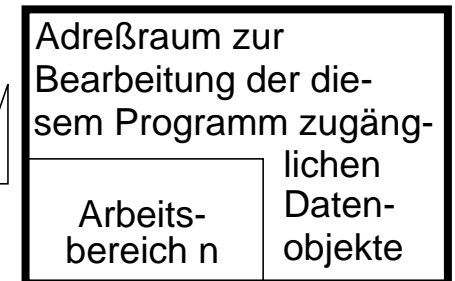 Adreßraum zur
Bearbeitung der die-
sem Programm zugäng-
lichen
Daten-
objekte
Arbeits-
bereich n